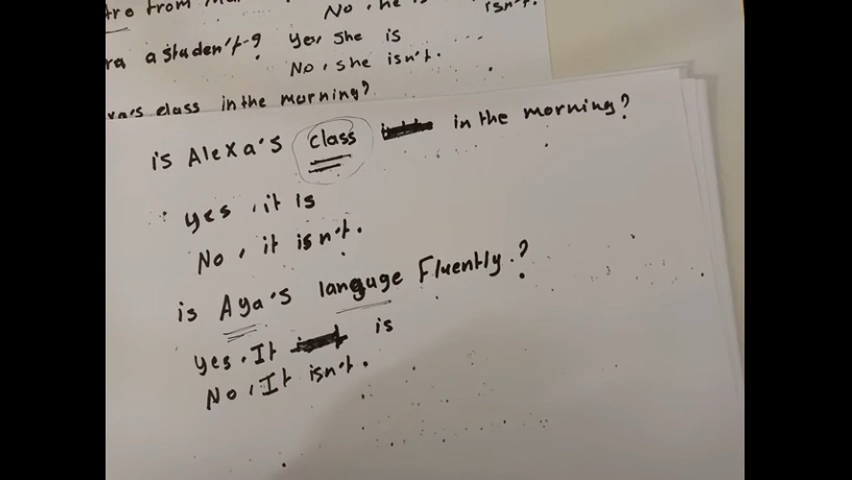 No, he
isn't.
a student-? Yes, she is
No, she isn't.
class in the morning?
is Alexa's class in the morning?
yes, it is
No, it isn't.
is Aya's languge Fluently.?
yes. It is
No, It isn't.